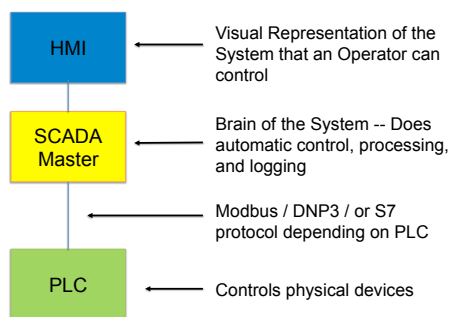 HMI
Visual Representation of the
System that an Operator can
control
SCADA
Master
Brain of the System -- Does
automatic control, processing,
and logging
Modbus / DNP3 / or S7
protocol depending on PLC
PLC
Controls physical devices